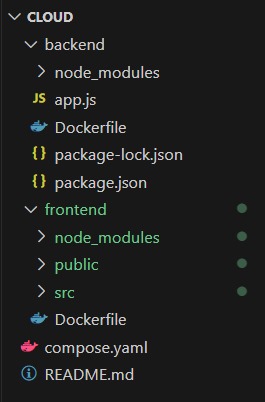 CLOUD
backend
node_modules
JS app.js
Dockerfile
{} package-lock.json
{} package.json
frontend
node_modules
public
src
Dockerfile
compose.yaml
README.md